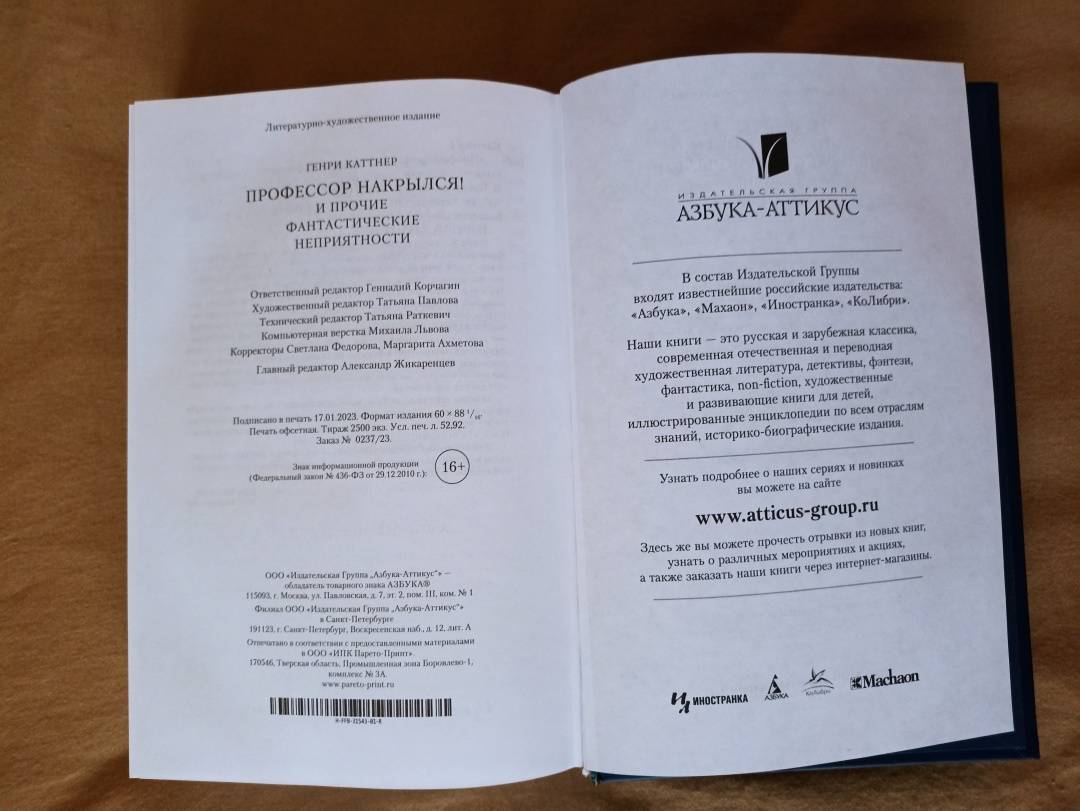 Литературно-художественное издание
ГЕНРИ КАТТНЕР
ПРОФЕССОР НАКРЫЛСЯ!
И ПРОЧИЕ
ФАНТАСТИЧЕСКИЕ
НЕПРИЯТНОСТИ
Ответственный редактор Геннадий Корчагин
Художественный редактор Татьяна Павлова
Технический редактор Татьяна Раткевич
Компьютерная верстка Михаила Львова
Корректоры Светлана Федорова, Маргарита Ахметова
Главный редактор Александр Жикаренцев
Подписано в печать 17.01.2023. Формат издания 60 × 88 1/16.
Печать офсетная. Тираж 2500 экз. Усл. печ. л. 52,92.
Заказ № 0237/23.
Знак информационной продукции
(Федеральный закон № 436-ФЗ от 29.12.2010 г.):
16+
ООО «Издательская Группа „Азбука-Аттикус“» —
обладатель товарного знака АЗБУКА®
115093, г. Москва, ул. Павловская, д. 7, эт. 2, пом. III, ком. № 1
Филиал ООО «Издательская Группа „Азбука-Аттикус“»
в Санкт-Петербурге
191123, г. Санкт-Петербург, Воскресенская наб., д. 12, лит. А
Отпечатано в соответствии с предоставленными материалами
в ООО «ИПК Парето-Принт».
170546, Тверская область, Промышленная зона Боровлево-1,
комплекс № 3А.
www.pareto-print.ru
H-FFB-31543-01-R
ИЗДАТЕЛЬСКАЯ ГРУППА
АЗБУКА-АТТИКУС
В состав Издательской Группы
входят известнейшие российские издательства:
«Азбука», «Махаон», «Иностранка», «КоЛибри».
Наши книги — это русская и зарубежная классика,
современная отечественная и переводная
художественная литература, детективы, фэнтези,
фантастика, non-fiction, художественные
и развивающие книги для детей,
иллюстрированные энциклопедии по всем отраслям
знаний, историко-биографические издания.
Узнать подробнее о наших сериях и новинках
вы можете на сайте
www.atticus-group.ru
Здесь же вы можете прочесть отрывки из новых книг,
узнать о различных мероприятиях и акциях,
а также заказать наши книги через интернет-магазины.
ИЛ ИНОСТРАНКА
АЗБУКА
КоЛибри
Machaon